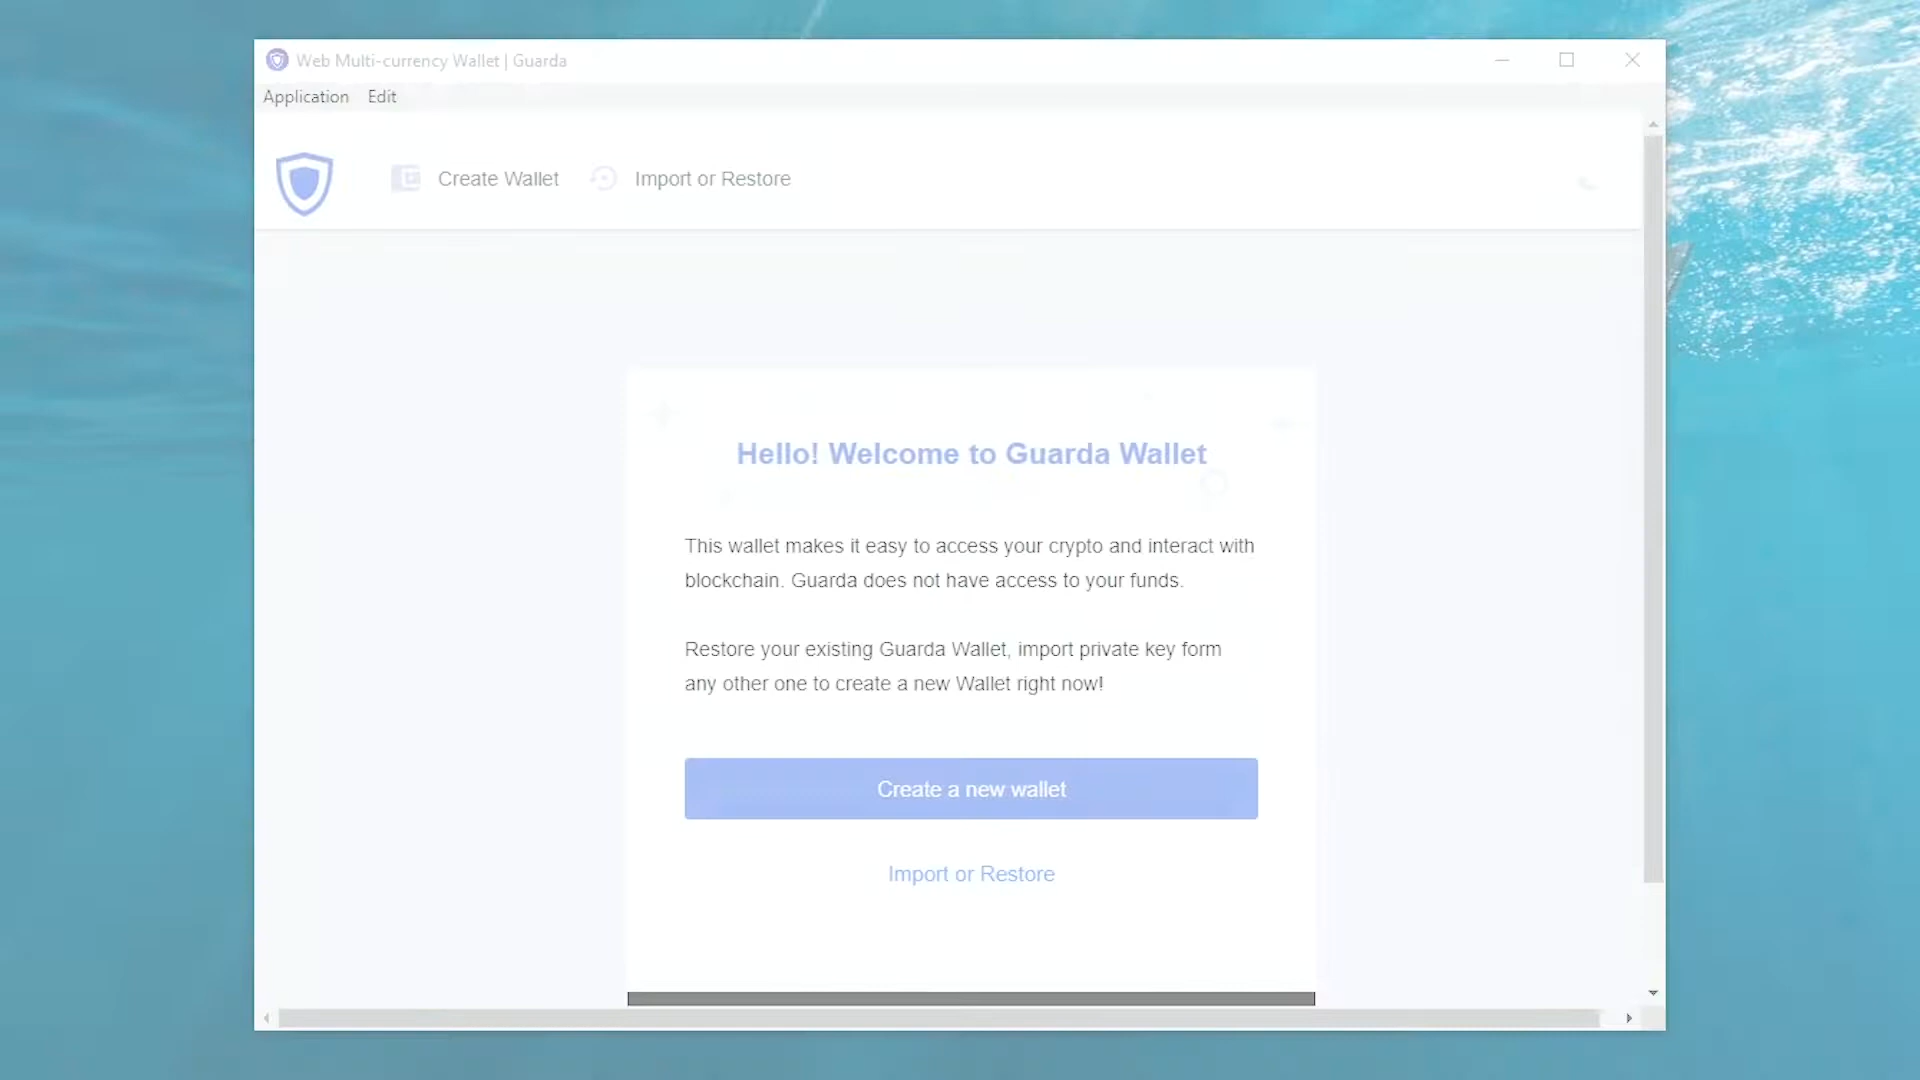 Web Multi-currency Wallet | Guarda
Application Edit
Create Wallet Import or Restore
Hello! Welcome to Guarda Wallet
This wallet makes it easy to access your crypto and interact with
blockchain. Guarda does not have access to your funds.
Restore your existing Guarda Wallet, import private key form
any other one to create a new Wallet right now!
Create a new wallet
Import or Restore